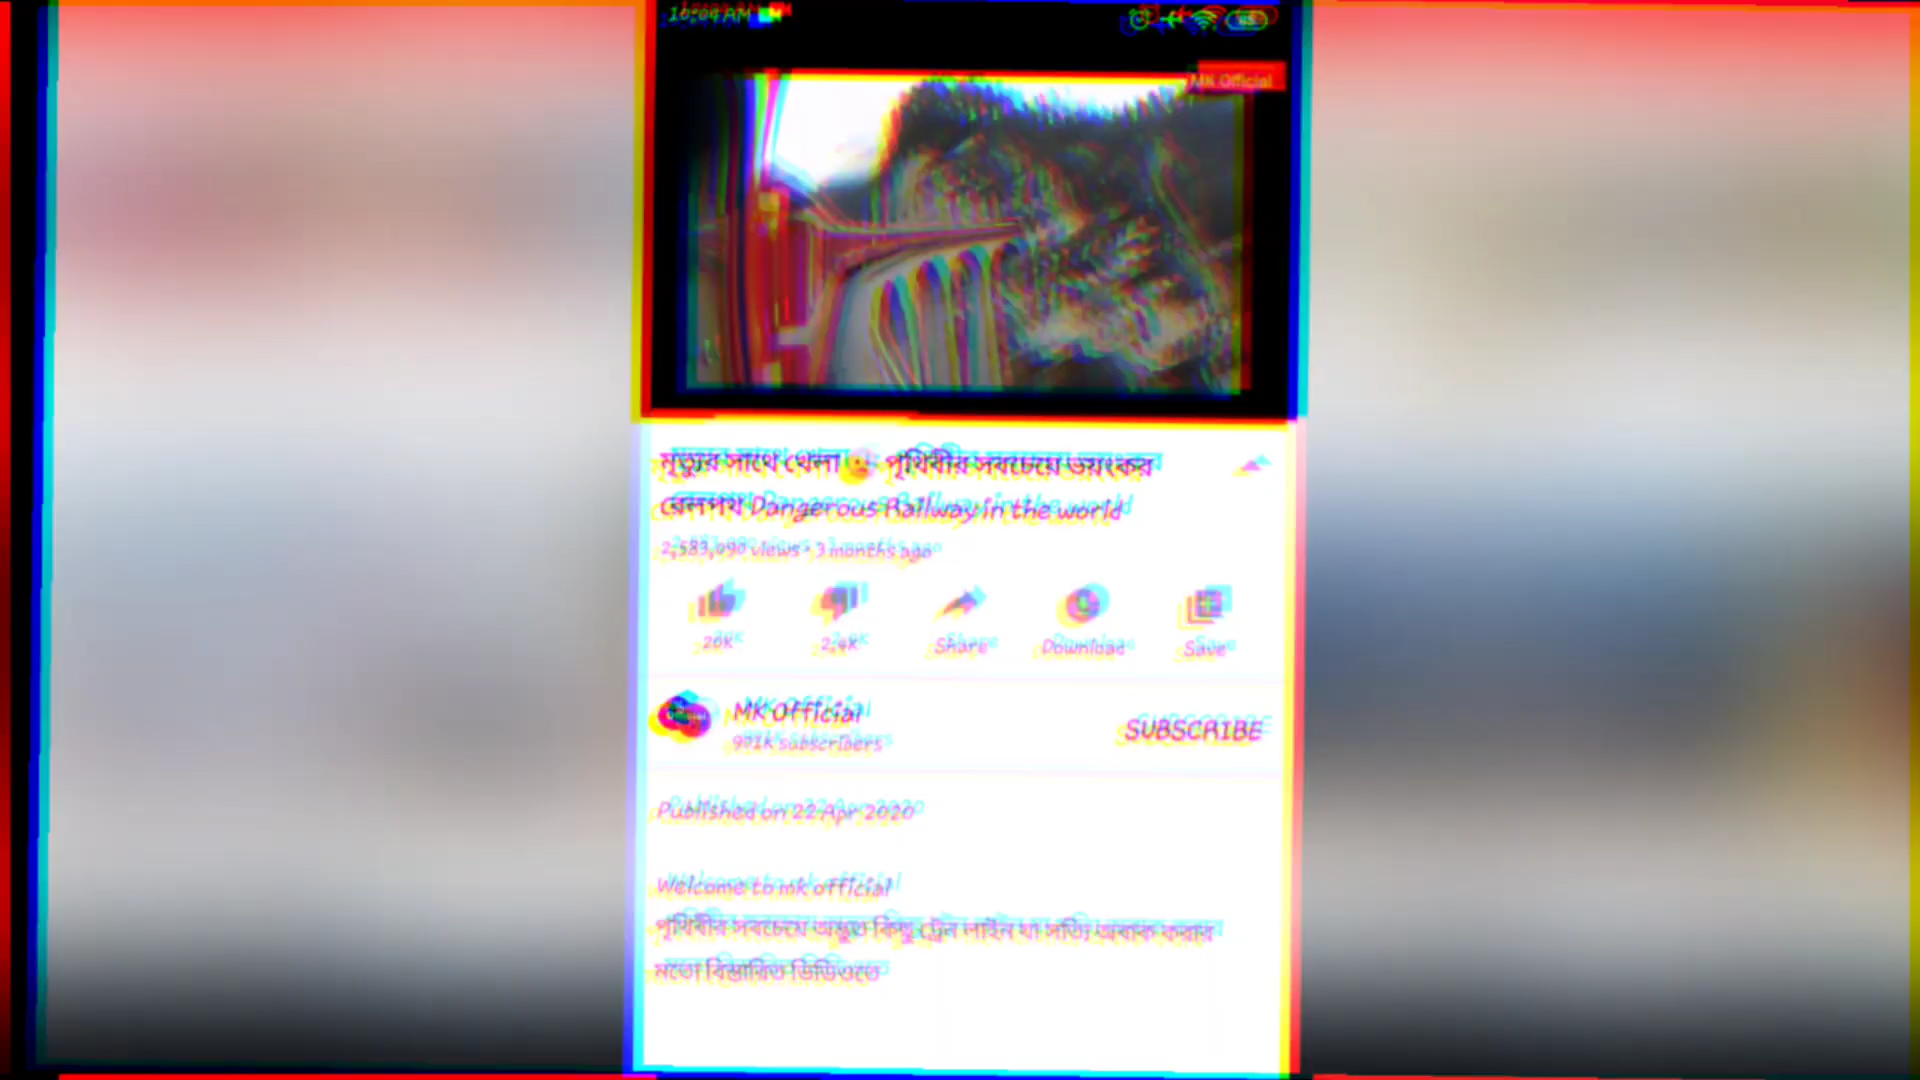 10:09 AM
MK Official
মৃত্যুর সাথে খেলা😳 পৃথিবীর সবচেয়ে ভয়ংকর
রেলপথ Dangerous Railway in the world
2,583,090 views • 3 months ago
20K 2.4K Share Download Save
MK Official
SUBSCRIBE
subscribers
Published on 22 Apr 2020
Welcome to mk official
পৃথিবীর সবচেয়ে অদ্ভুত কিছু ট্রেন লাইন যা সত্যি অবাক করার
মতো বিস্তারিত ভিডিওতে